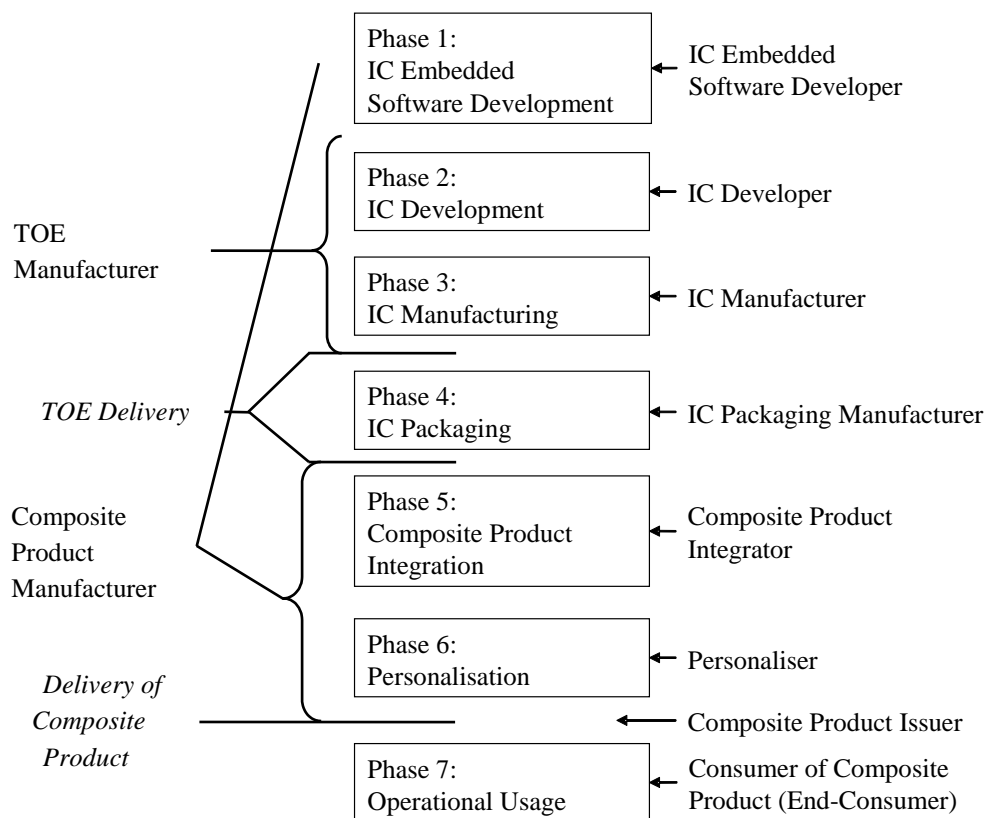 Phase 1:
IC Embedded
Software Development
IC Embedded
Software Developer
Phase 2:
IC Development
IC Developer
TOE
Manufacturer
Phase 3:
IC Manufacturing
IC Manufacturer
TOE Delivery
Phase 4:
IC Packaging
IC Packaging Manufacturer
Composite
Product
Manufacturer
Phase 5:
Composite Product
Integration
Composite Product
Integrator
Phase 6:
Personalisation
Personaliser
Delivery of
Composite
Product
Composite Product Issuer
Phase 7:
Operational Usage
Consumer of Composite
Product (End-Consumer)